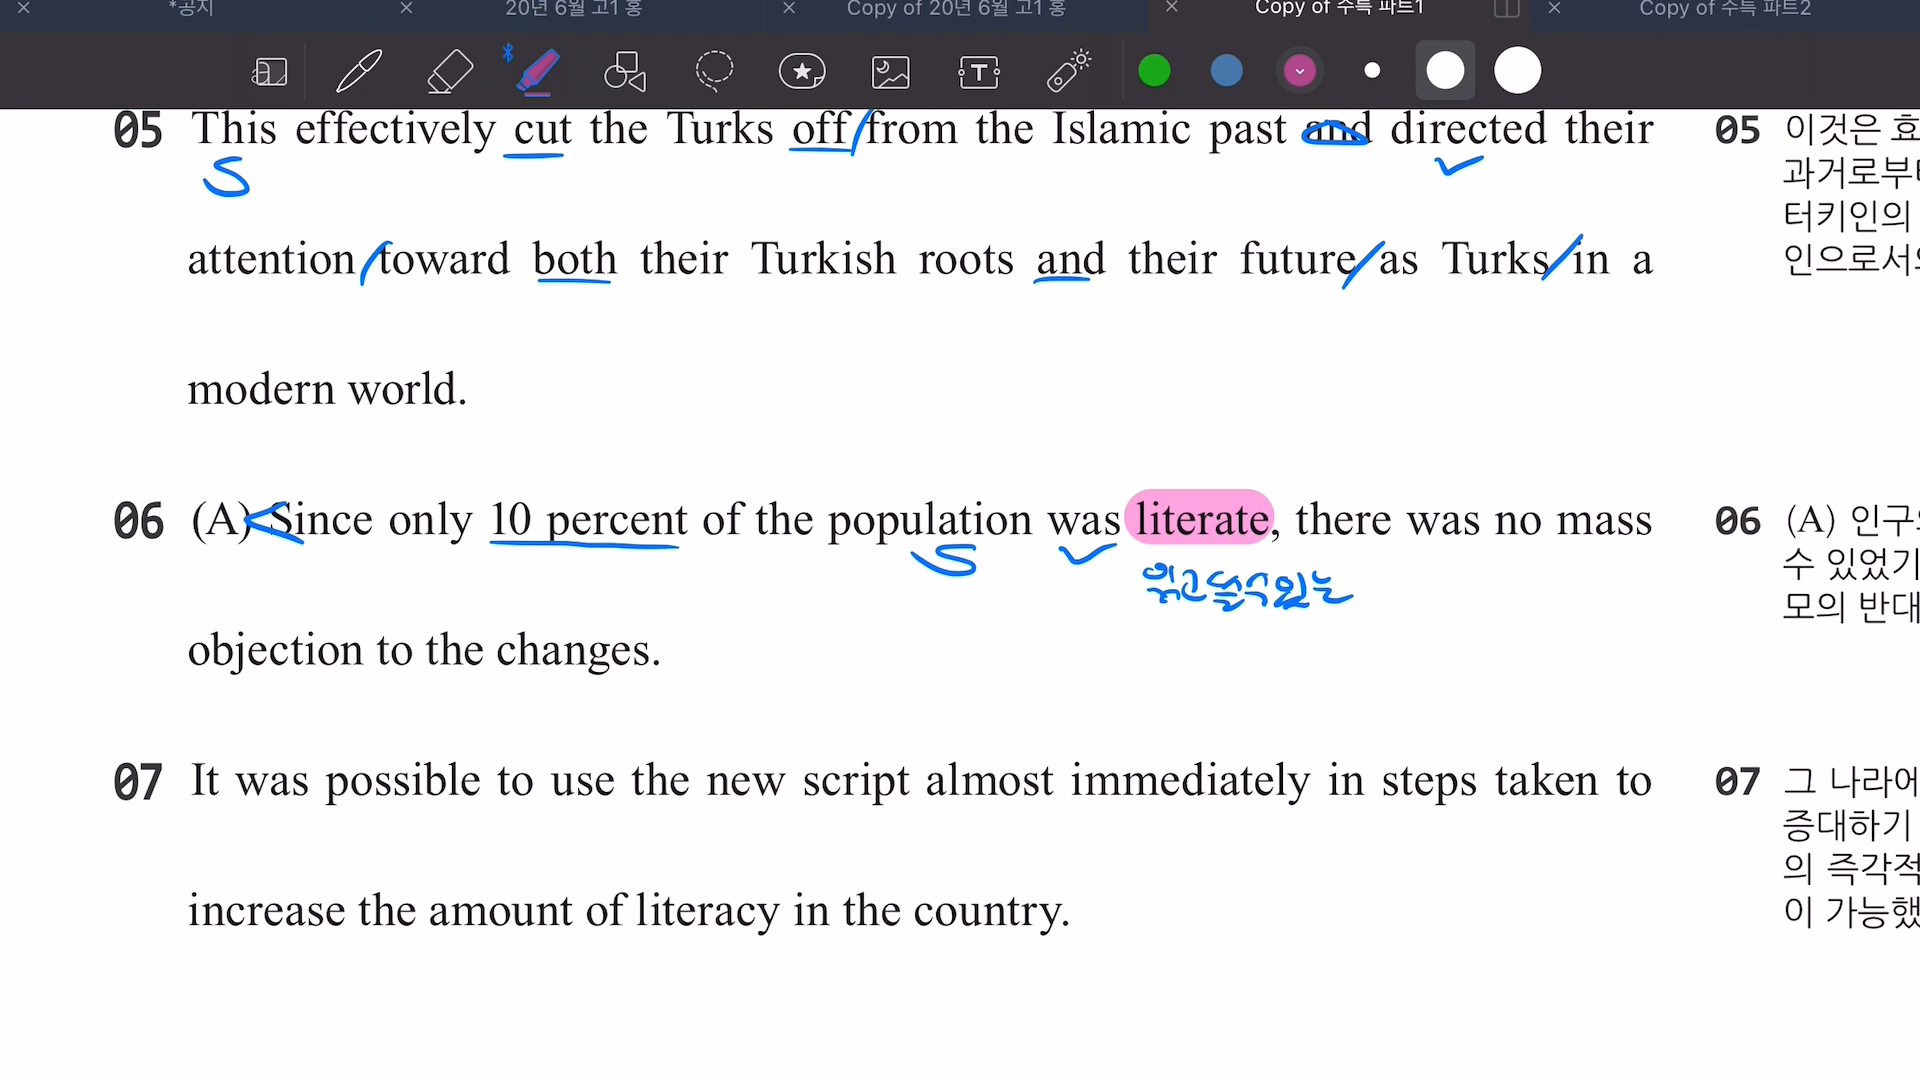 *공지
20년 6월 고1 홍
Copy of 20년 6월 고1 홍
Copy of 수특 파트1
Copy of 수특 파트2
05 This effectively cut the Turks off from the Islamic past and directed their
S
attention toward both their Turkish roots and their future as Turks in a
modern world.
06 (A) Since only 10 percent of the population was literate, there was no mass
S
읽고 쓸 수 있는
objection to the changes.
07 It was possible to use the new script almost immediately in steps taken to
increase the amount of literacy in the country.
05 이것은 효
과거로부터
터키인의
인으로서의
06 (A) 인구의
수 있었기
모의 반대
07 그 나라에
증대하기
의 즉각적
이 가능했